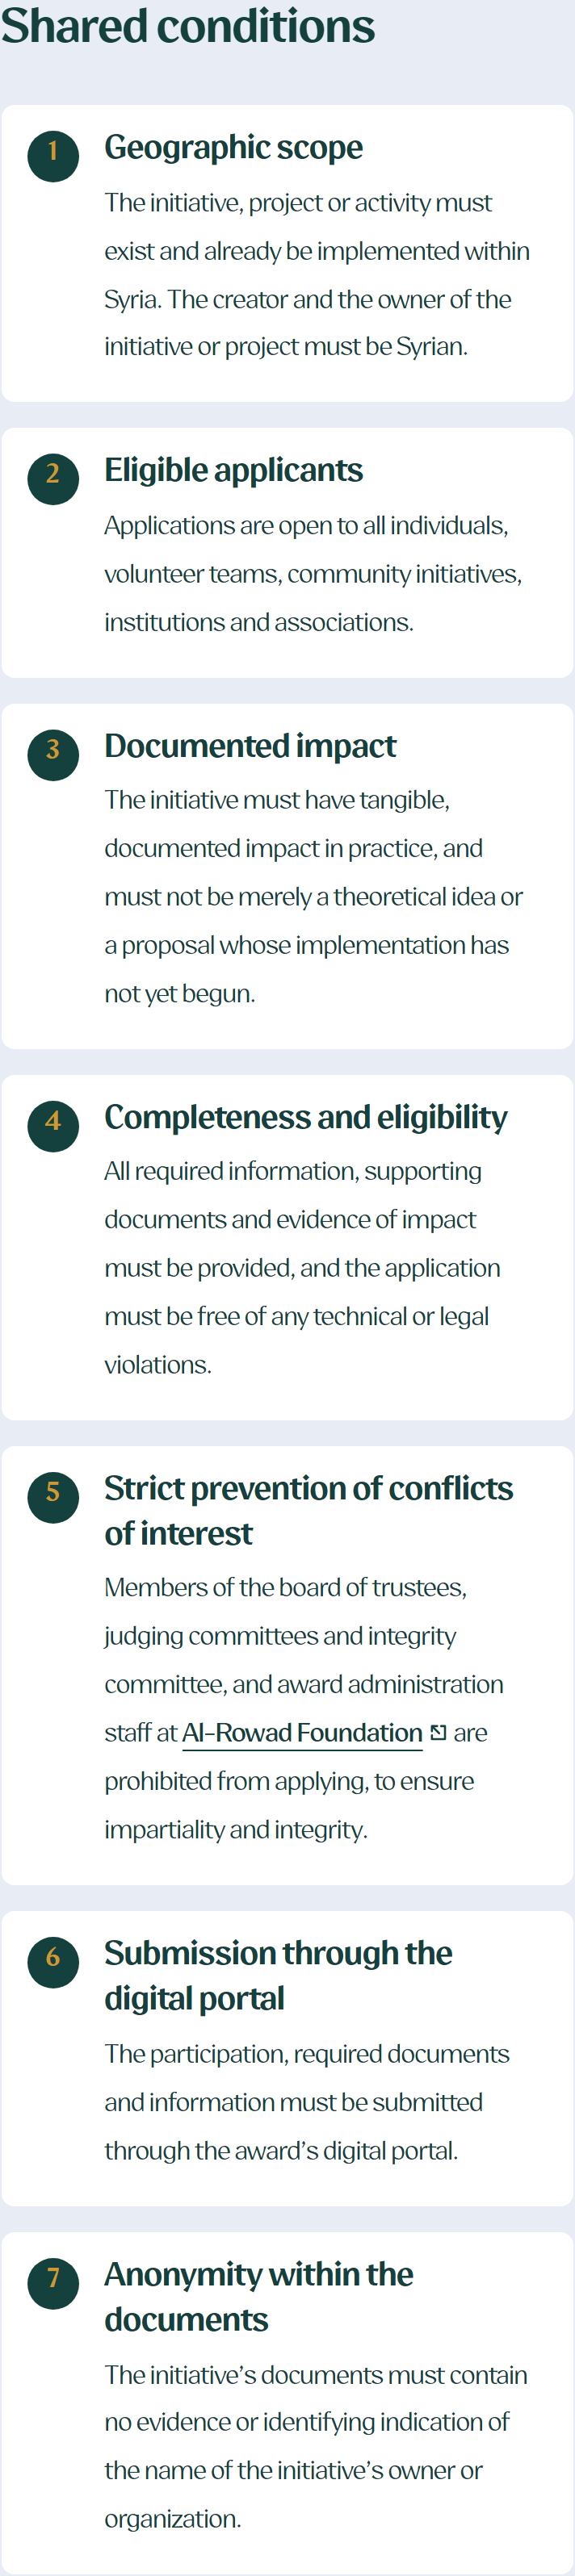 Shared conditions
1
Geographic scope
The initiative, project or activity must
exist and already be implemented within
Syria. The creator and the owner of the
initiative or project must be Syrian.
2
Eligible applicants
Applications are open to all individuals,
volunteer teams, community initiatives,
institutions and associations.
3
Documented impact
The initiative must have tangible,
documented impact in practice, and
must not be merely a theoretical idea or
a proposal whose implementation has
not yet begun.
4
Completeness and eligibility
All required information, supporting
documents and evidence of impact
must be provided, and the application
must be free of any technical or legal
violations.
5
Strict prevention of conflicts
of interest
Members of the board of trustees,
judging committees and integrity
committee, and award administration
staff at Al-Rowad Foundation are
prohibited from applying, to ensure
impartiality and integrity.
6
Submission through the
digital portal
The participation, required documents
and information must be submitted
through the award’s digital portal.
7
Anonymity within the
documents
The initiative’s documents must contain
no evidence or identifying indication of
the name of the initiative’s owner or
organization.